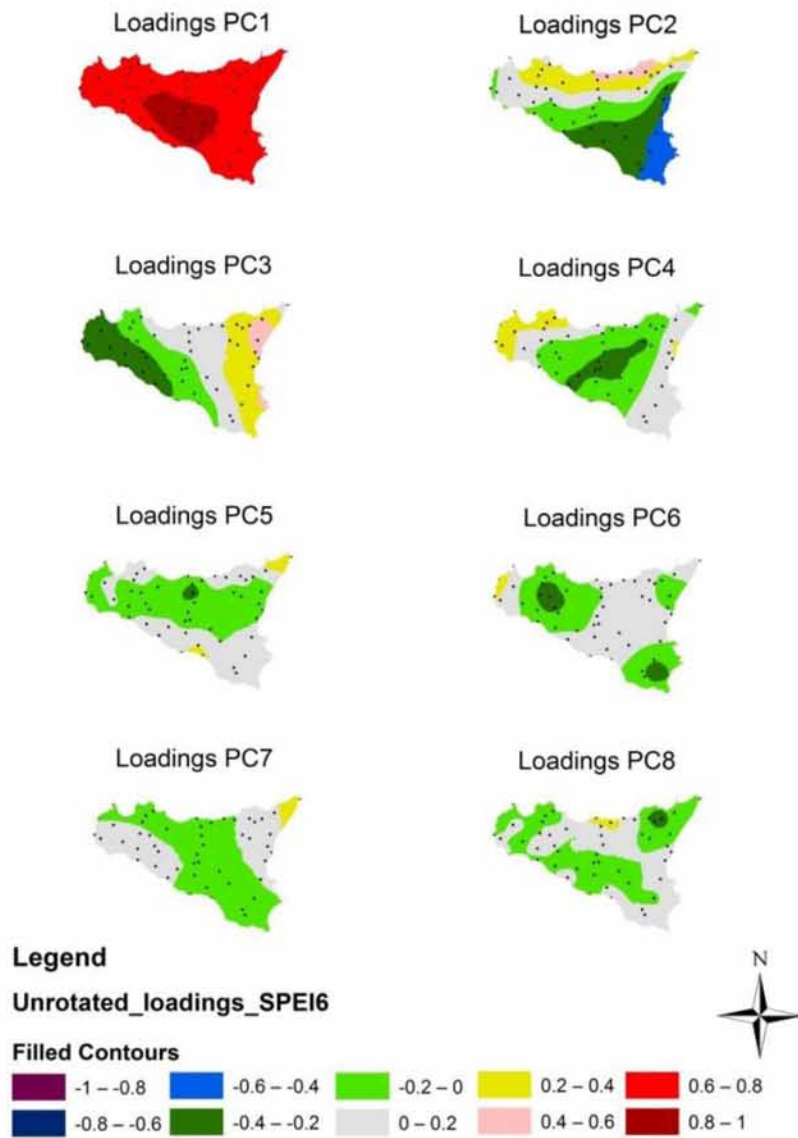 Loadings PC1
Loadings PC2
Loadings PC3
Loadings PC4
Loadings PC5
Loadings PC6
Loadings PC7
Loadings PC8
Legend
N
Unrotated_loadings_SPEI6
Filled Contours
-1 – -0.8
-0.6 – -0.4
-0.2 – 0
0.2 – 0.4
0.6 – 0.8
-0.8 – -0.6
-0.4 – -0.2
0 – 0.2
0.4 – 0.6
0.8 – 1